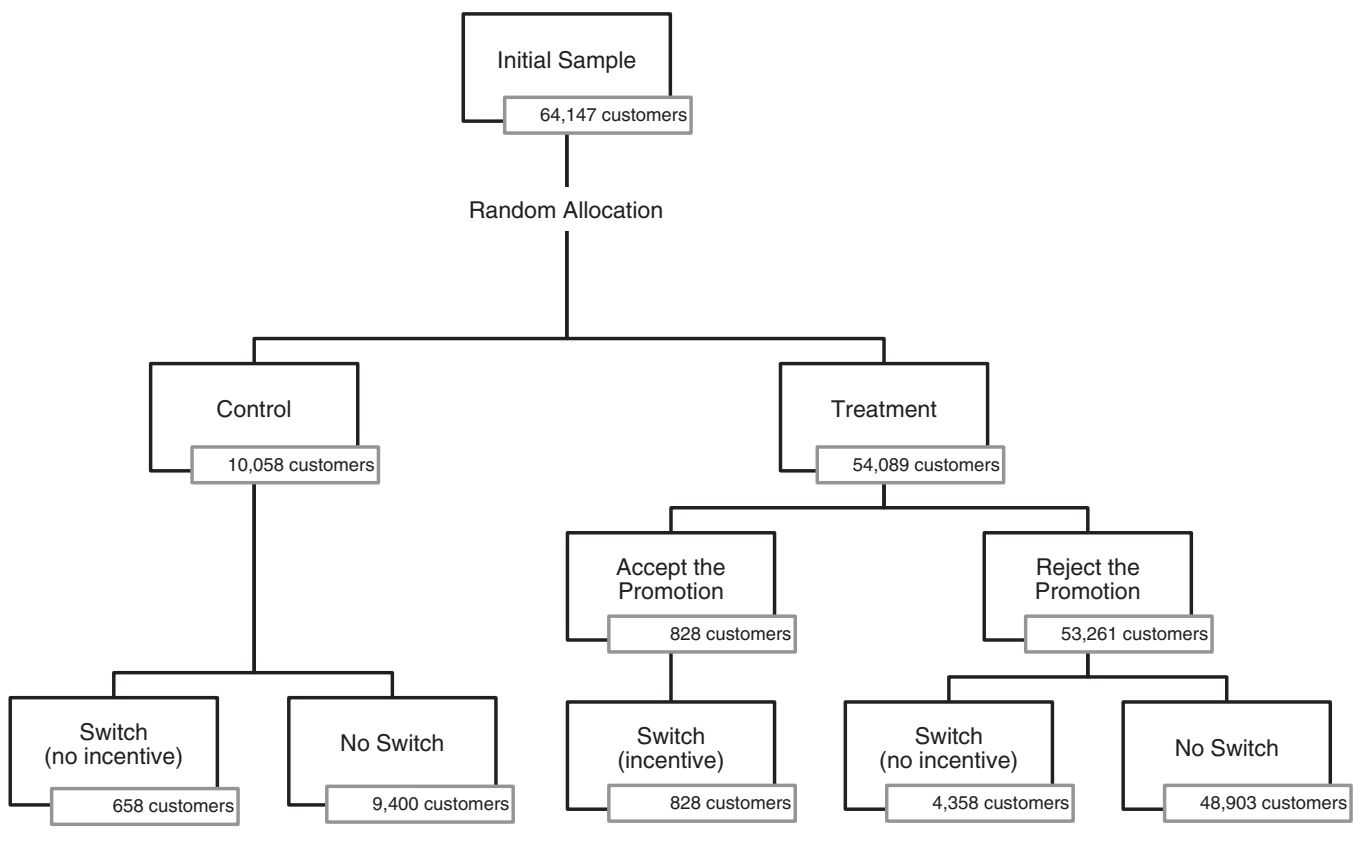 Initial Sample
64,147 customers
Random Allocation
Control
10,058 customers
Treatment
54,089 customers
Accept the
Promotion
828 customers
Reject the
Promotion
53,261 customers
Switch
(no incentive)
658 customers
No Switch
9,400 customers
Switch
(incentive)
828 customers
Switch
(no incentive)
4,358 customers
No Switch
48,903 customers